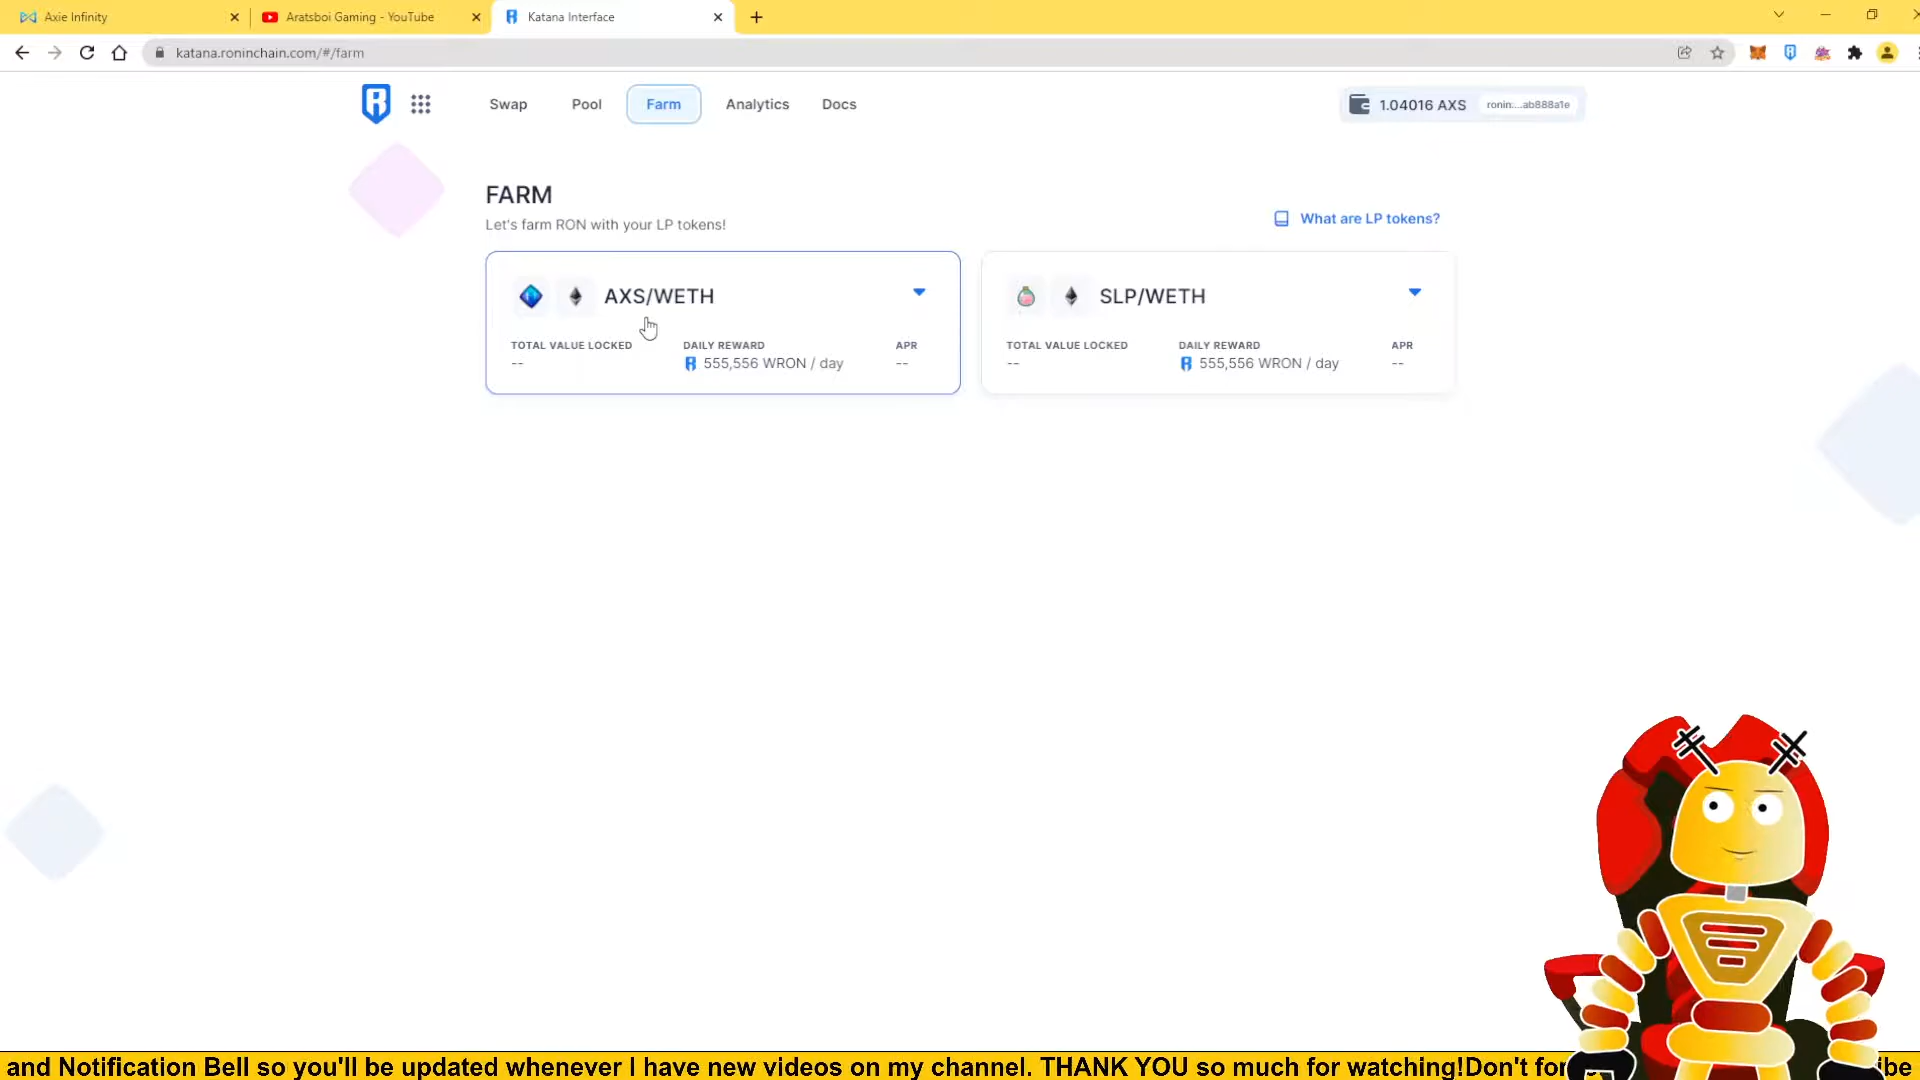 Axie Infinity
Aratsboi Gaming - YouTube
Katana Interface
katana.roninchain.com/#/farm
Swap Pool Farm Analytics Docs
1.04016 AXS ronin:...ab888a1e
FARM
Let's farm RON with your LP tokens!
What are LP tokens?
AXS/WETH
TOTAL VALUE LOCKED DAILY REWARD APR
-- 555,556 WRON / day --
SLP/WETH
TOTAL VALUE LOCKED DAILY REWARD APR
-- 555,556 WRON / day --
and Notification Bell so you'll be updated whenever I have new videos on my channel. THANK YOU so much for watching!Don't for